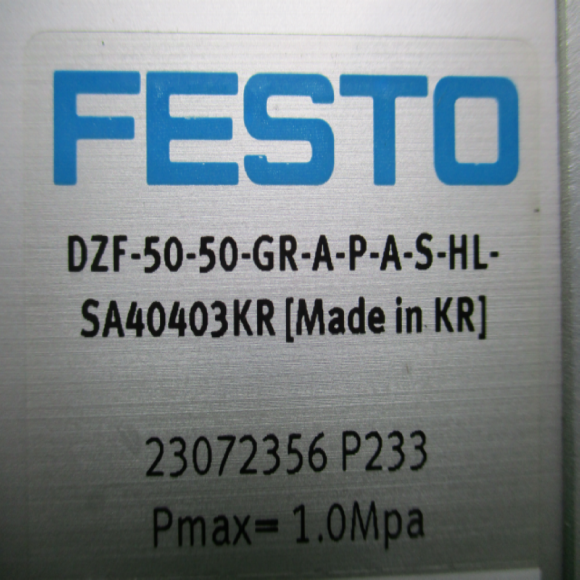 FESTO
DZF-50-50-GR-A-P-A-S-HL-
SA40403KR [Made in KR]
23072356 P233
Pmax= 1.0Mpa